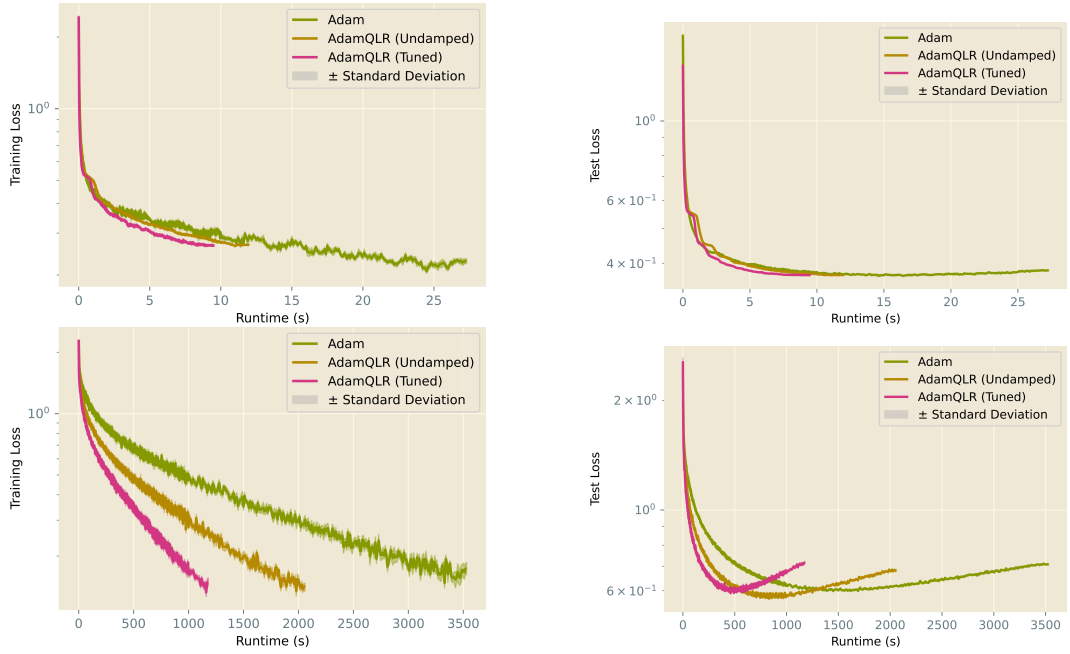 Adam
AdamQLR (Undamped)
AdamQLR (Tuned)
± Standard Deviation
10⁰
Training Loss
0 5 10 15 20 25
Runtime (s)
Adam
AdamQLR (Undamped)
AdamQLR (Tuned)
± Standard Deviation
10⁰
6 × 10⁻¹
4 × 10⁻¹
Test Loss
0 5 10 15 20 25
Runtime (s)
Adam
AdamQLR (Undamped)
AdamQLR (Tuned)
± Standard Deviation
10⁰
Training Loss
0 500 1000 1500 2000 2500 3000 3500
Runtime (s)
Adam
AdamQLR (Undamped)
AdamQLR (Tuned)
± Standard Deviation
2 × 10⁰
10⁰
6 × 10⁻¹
Test Loss
0 500 1000 1500 2000 2500 3000 3500
Runtime (s)